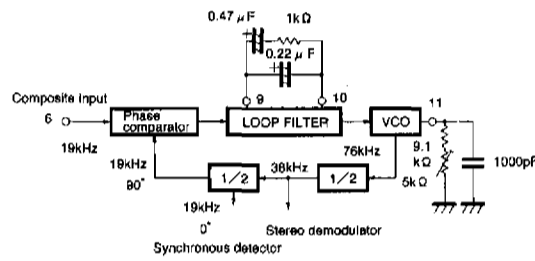 0.47 μF
1kΩ
0.22 μF
9
10
11
Composite input
6
Phase
comparator
LOOP FILTER
VCO
19kHz
19kHz
90°
1/2
38kHz
1/2
76kHz
9.1
kΩ
5kΩ
1000pF
19kHz
0°
Synchronous detector
Stereo demodulator